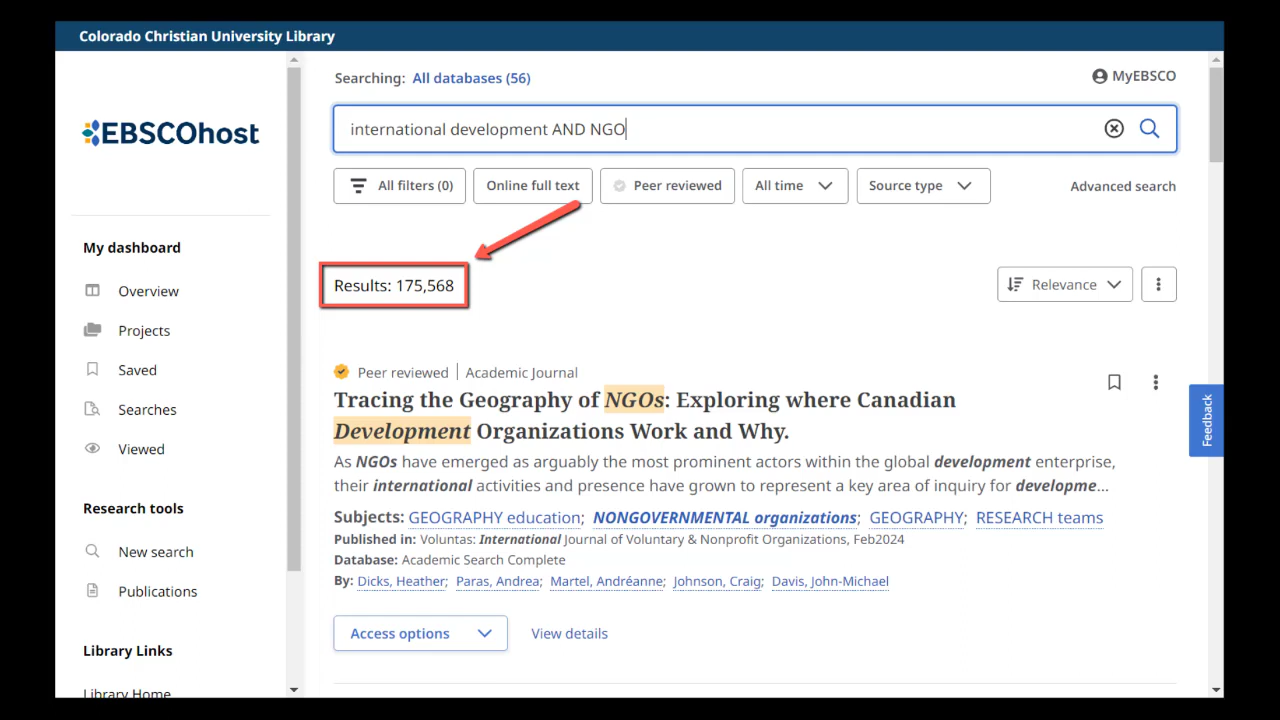 Colorado Christian University Library
EBSCOhost
My dashboard
Overview
Projects
Saved
Searches
Viewed
Research tools
New search
Publications
Library Links
Library Home
Searching: All databases (56)
MyEBSCO
international development AND NGO
All filters (0)
Online full text
Peer reviewed
All time
Source type
Advanced search
Results: 175,568
Relevance
Peer reviewed | Academic Journal
Tracing the Geography of NGOs: Exploring where Canadian
Development Organizations Work and Why.
As NGOs have emerged as arguably the most prominent actors within the global development enterprise,
their international activities and presence have grown to represent a key area of inquiry for developme...
Subjects: GEOGRAPHY education; NONGOVERNMENTAL organizations; GEOGRAPHY; RESEARCH teams
Published in: Voluntas: International Journal of Voluntary & Nonprofit Organizations, Feb2024
Database: Academic Search Complete
By: Dicks, Heather; Paras, Andrea; Martel, Andréanne; Johnson, Craig; Davis, John-Michael
Access options
View details
Feedback